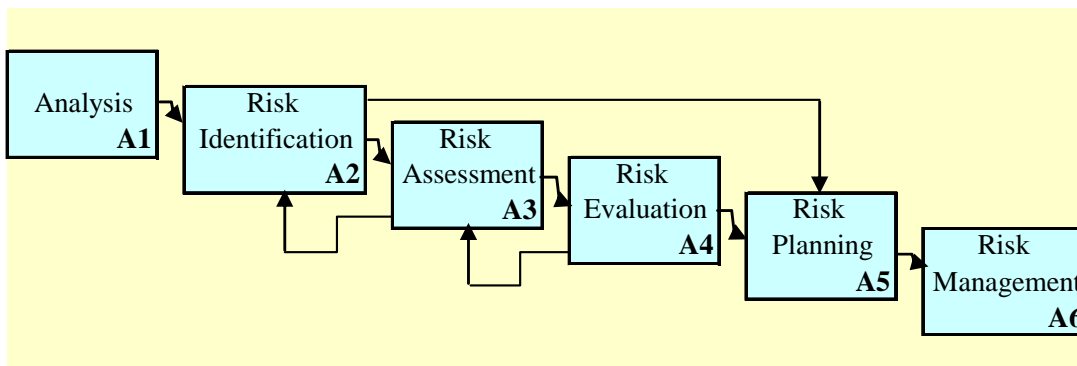 Analysis
A1
Risk
Identification
A2
Risk
Assessment
A3
Risk
Evaluation
A4
Risk
Planning
A5
Risk
Management
A6